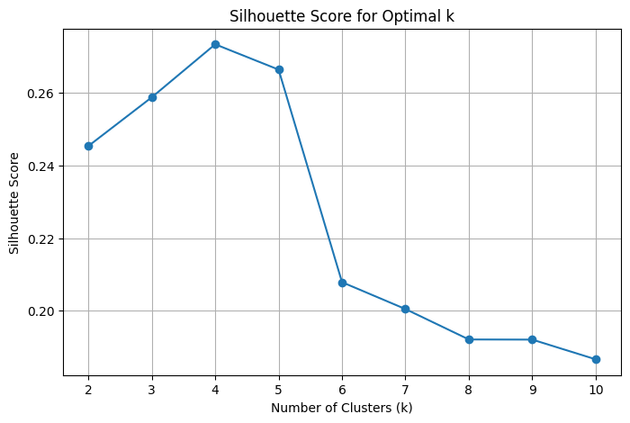 Silhouette Score for Optimal k
Silhouette Score
0.26
0.24
0.22
0.20
2 3 4 5 6 7 8 9 10
Number of Clusters (k)